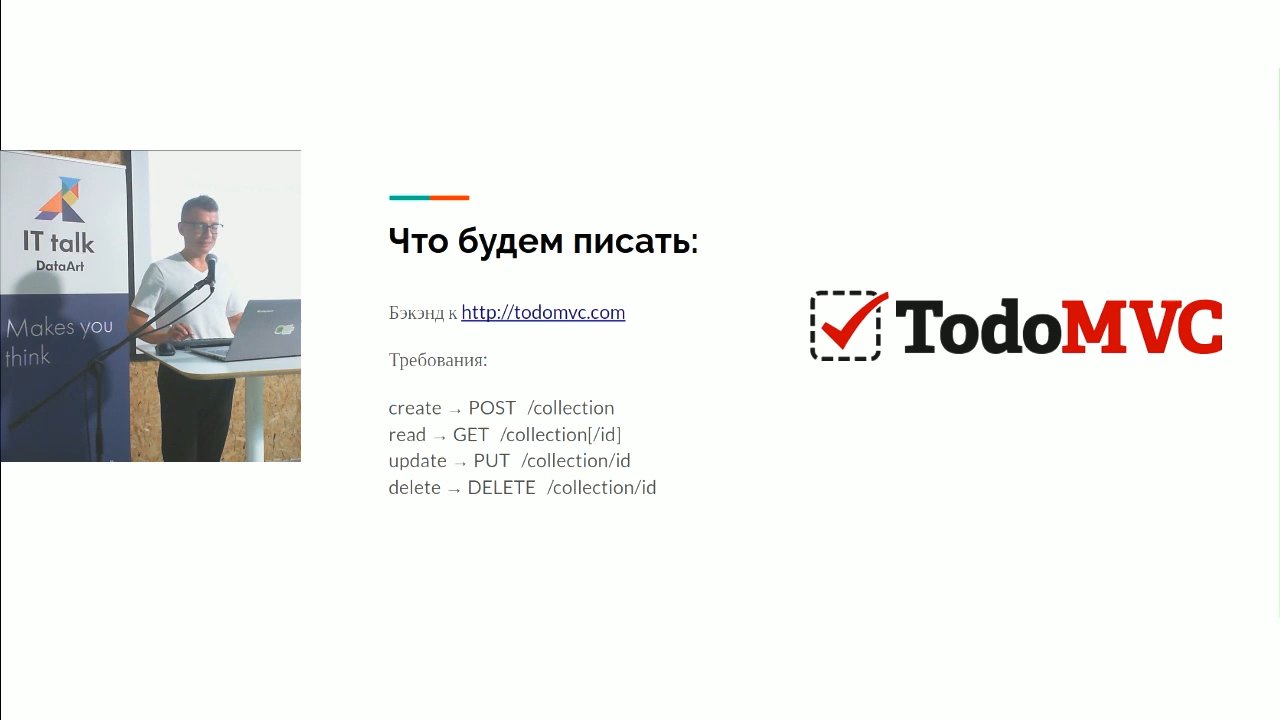 IT talk
DataArt
Makes you
think
Что будем писать:
Бэкэнд к http://todomvc.com
Требования:
create → POST /collection
read → GET /collection[/id]
update → PUT /collection/id
delete → DELETE /collection/id
TodoMVC